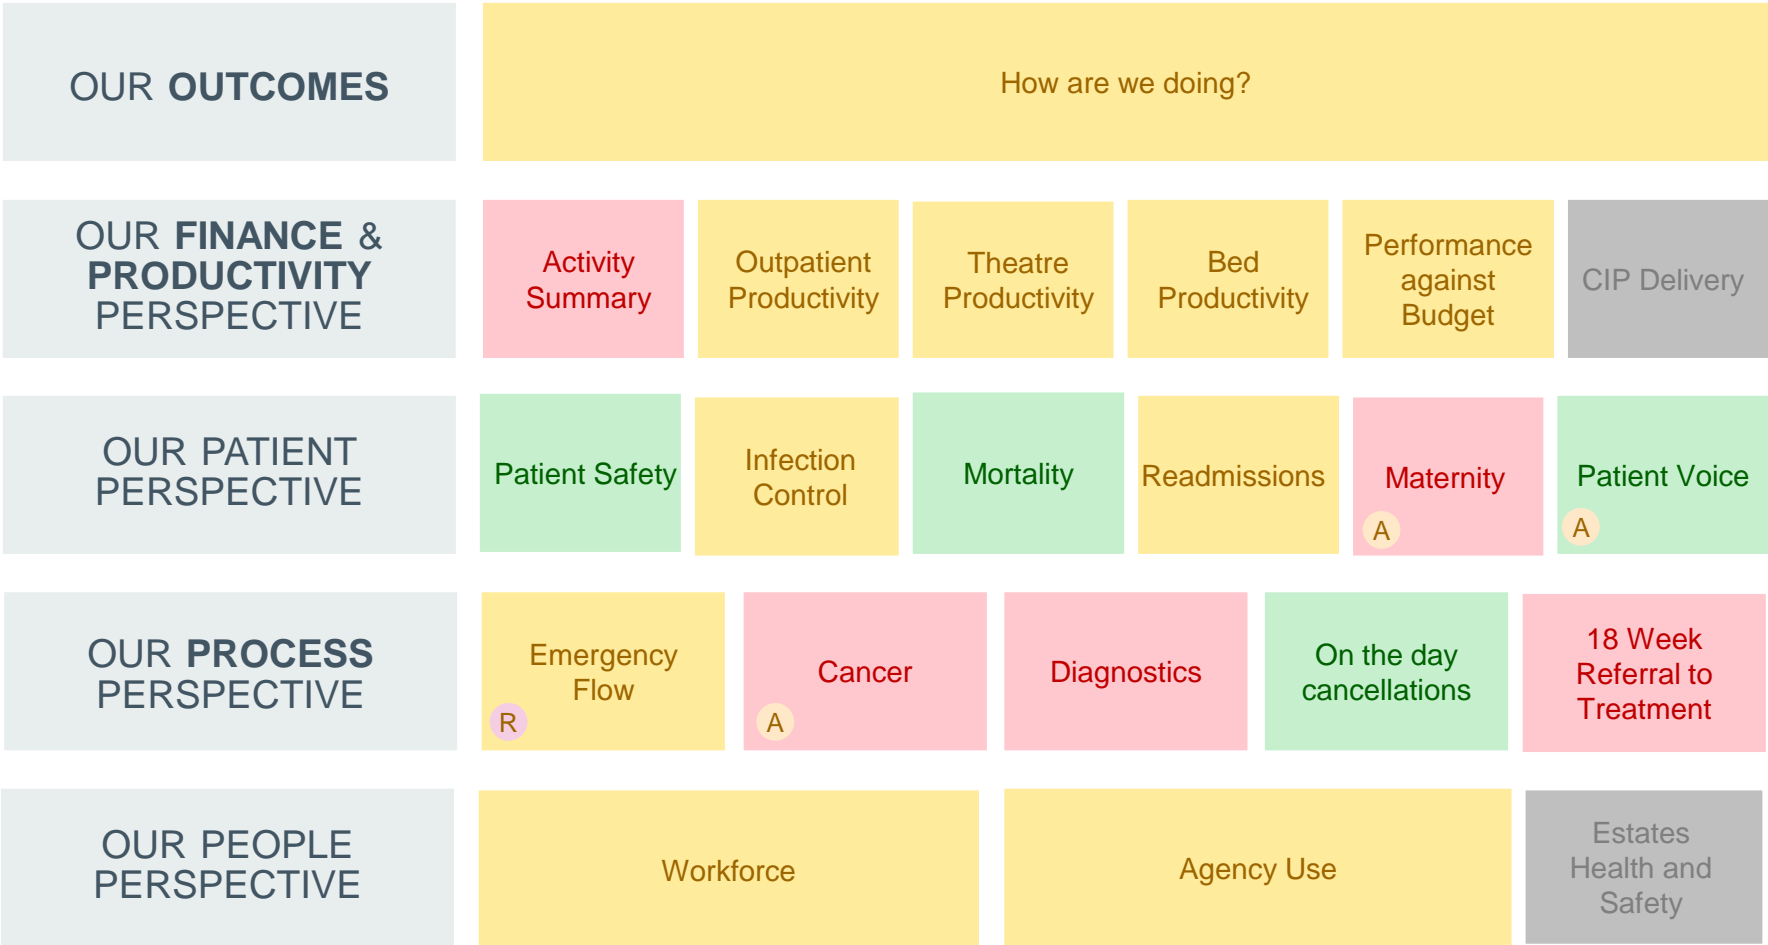 OUR OUTCOMES
How are we doing?
OUR FINANCE &
PRODUCTIVITY
PERSPECTIVE
Activity
Summary
Outpatient
Productivity
Theatre
Productivity
Bed
Productivity
Performance
against
Budget
CIP Delivery
OUR PATIENT
PERSPECTIVE
Patient Safety
Infection
Control
Mortality
Readmissions
Maternity
A
Patient Voice
A
OUR PROCESS
PERSPECTIVE
Emergency
Flow
R
Cancer
A
Diagnostics
On the day
cancellations
18 Week
Referral to
Treatment
OUR PEOPLE
PERSPECTIVE
Workforce
Agency Use
Estates
Health and
Safety